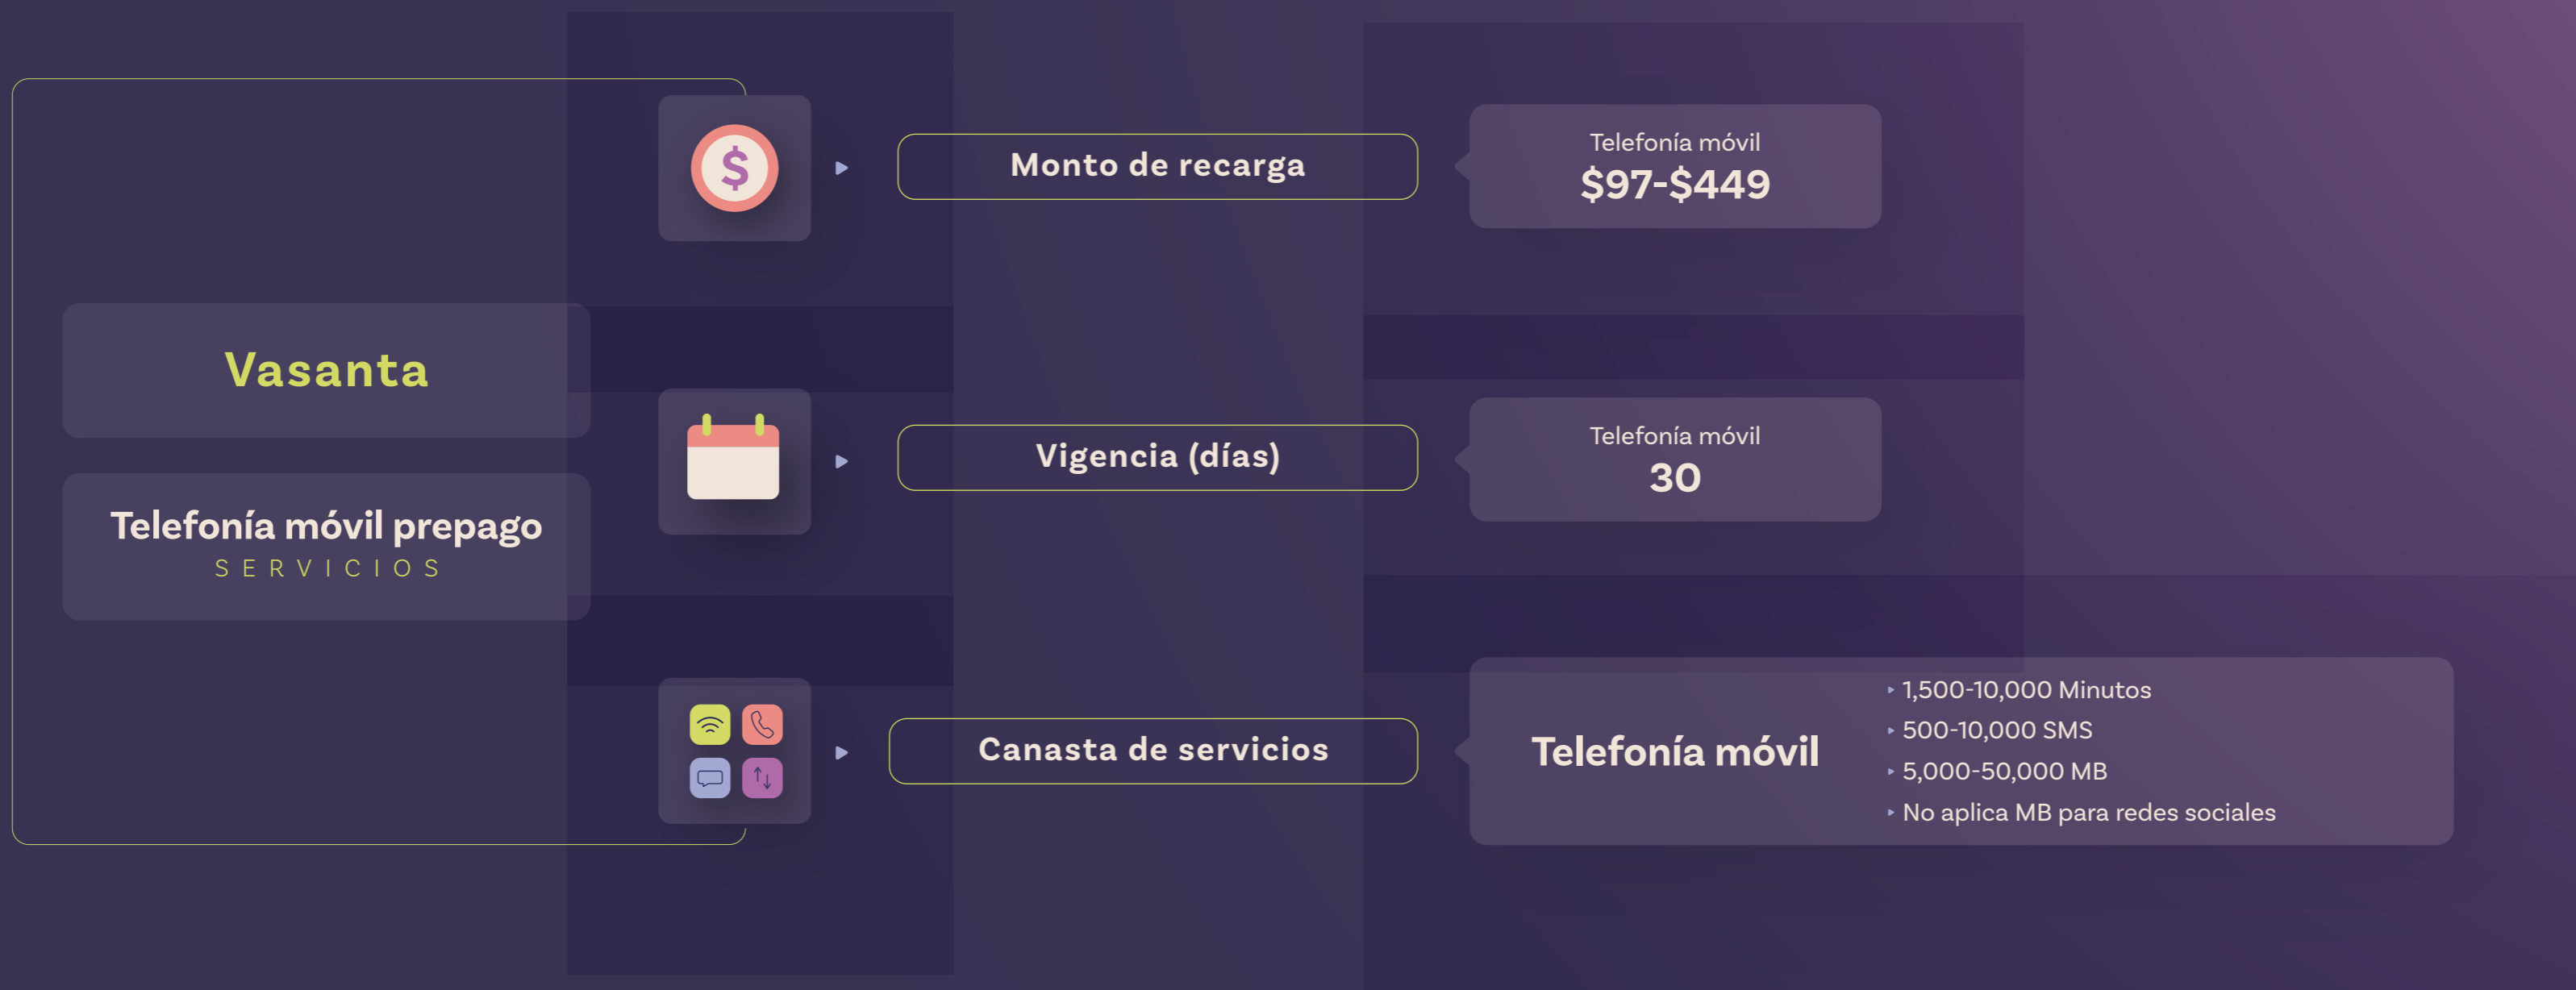 Vasanta
Telefonía móvil prepago
SERVICIOS
$
Monto de recarga
Telefonía móvil
$97-$449
Vigencia (días)
Telefonía móvil
30
Canasta de servicios
Telefonía móvil
1,500-10,000 Minutos
500-10,000 SMS
5,000-50,000 MB
No aplica MB para redes sociales